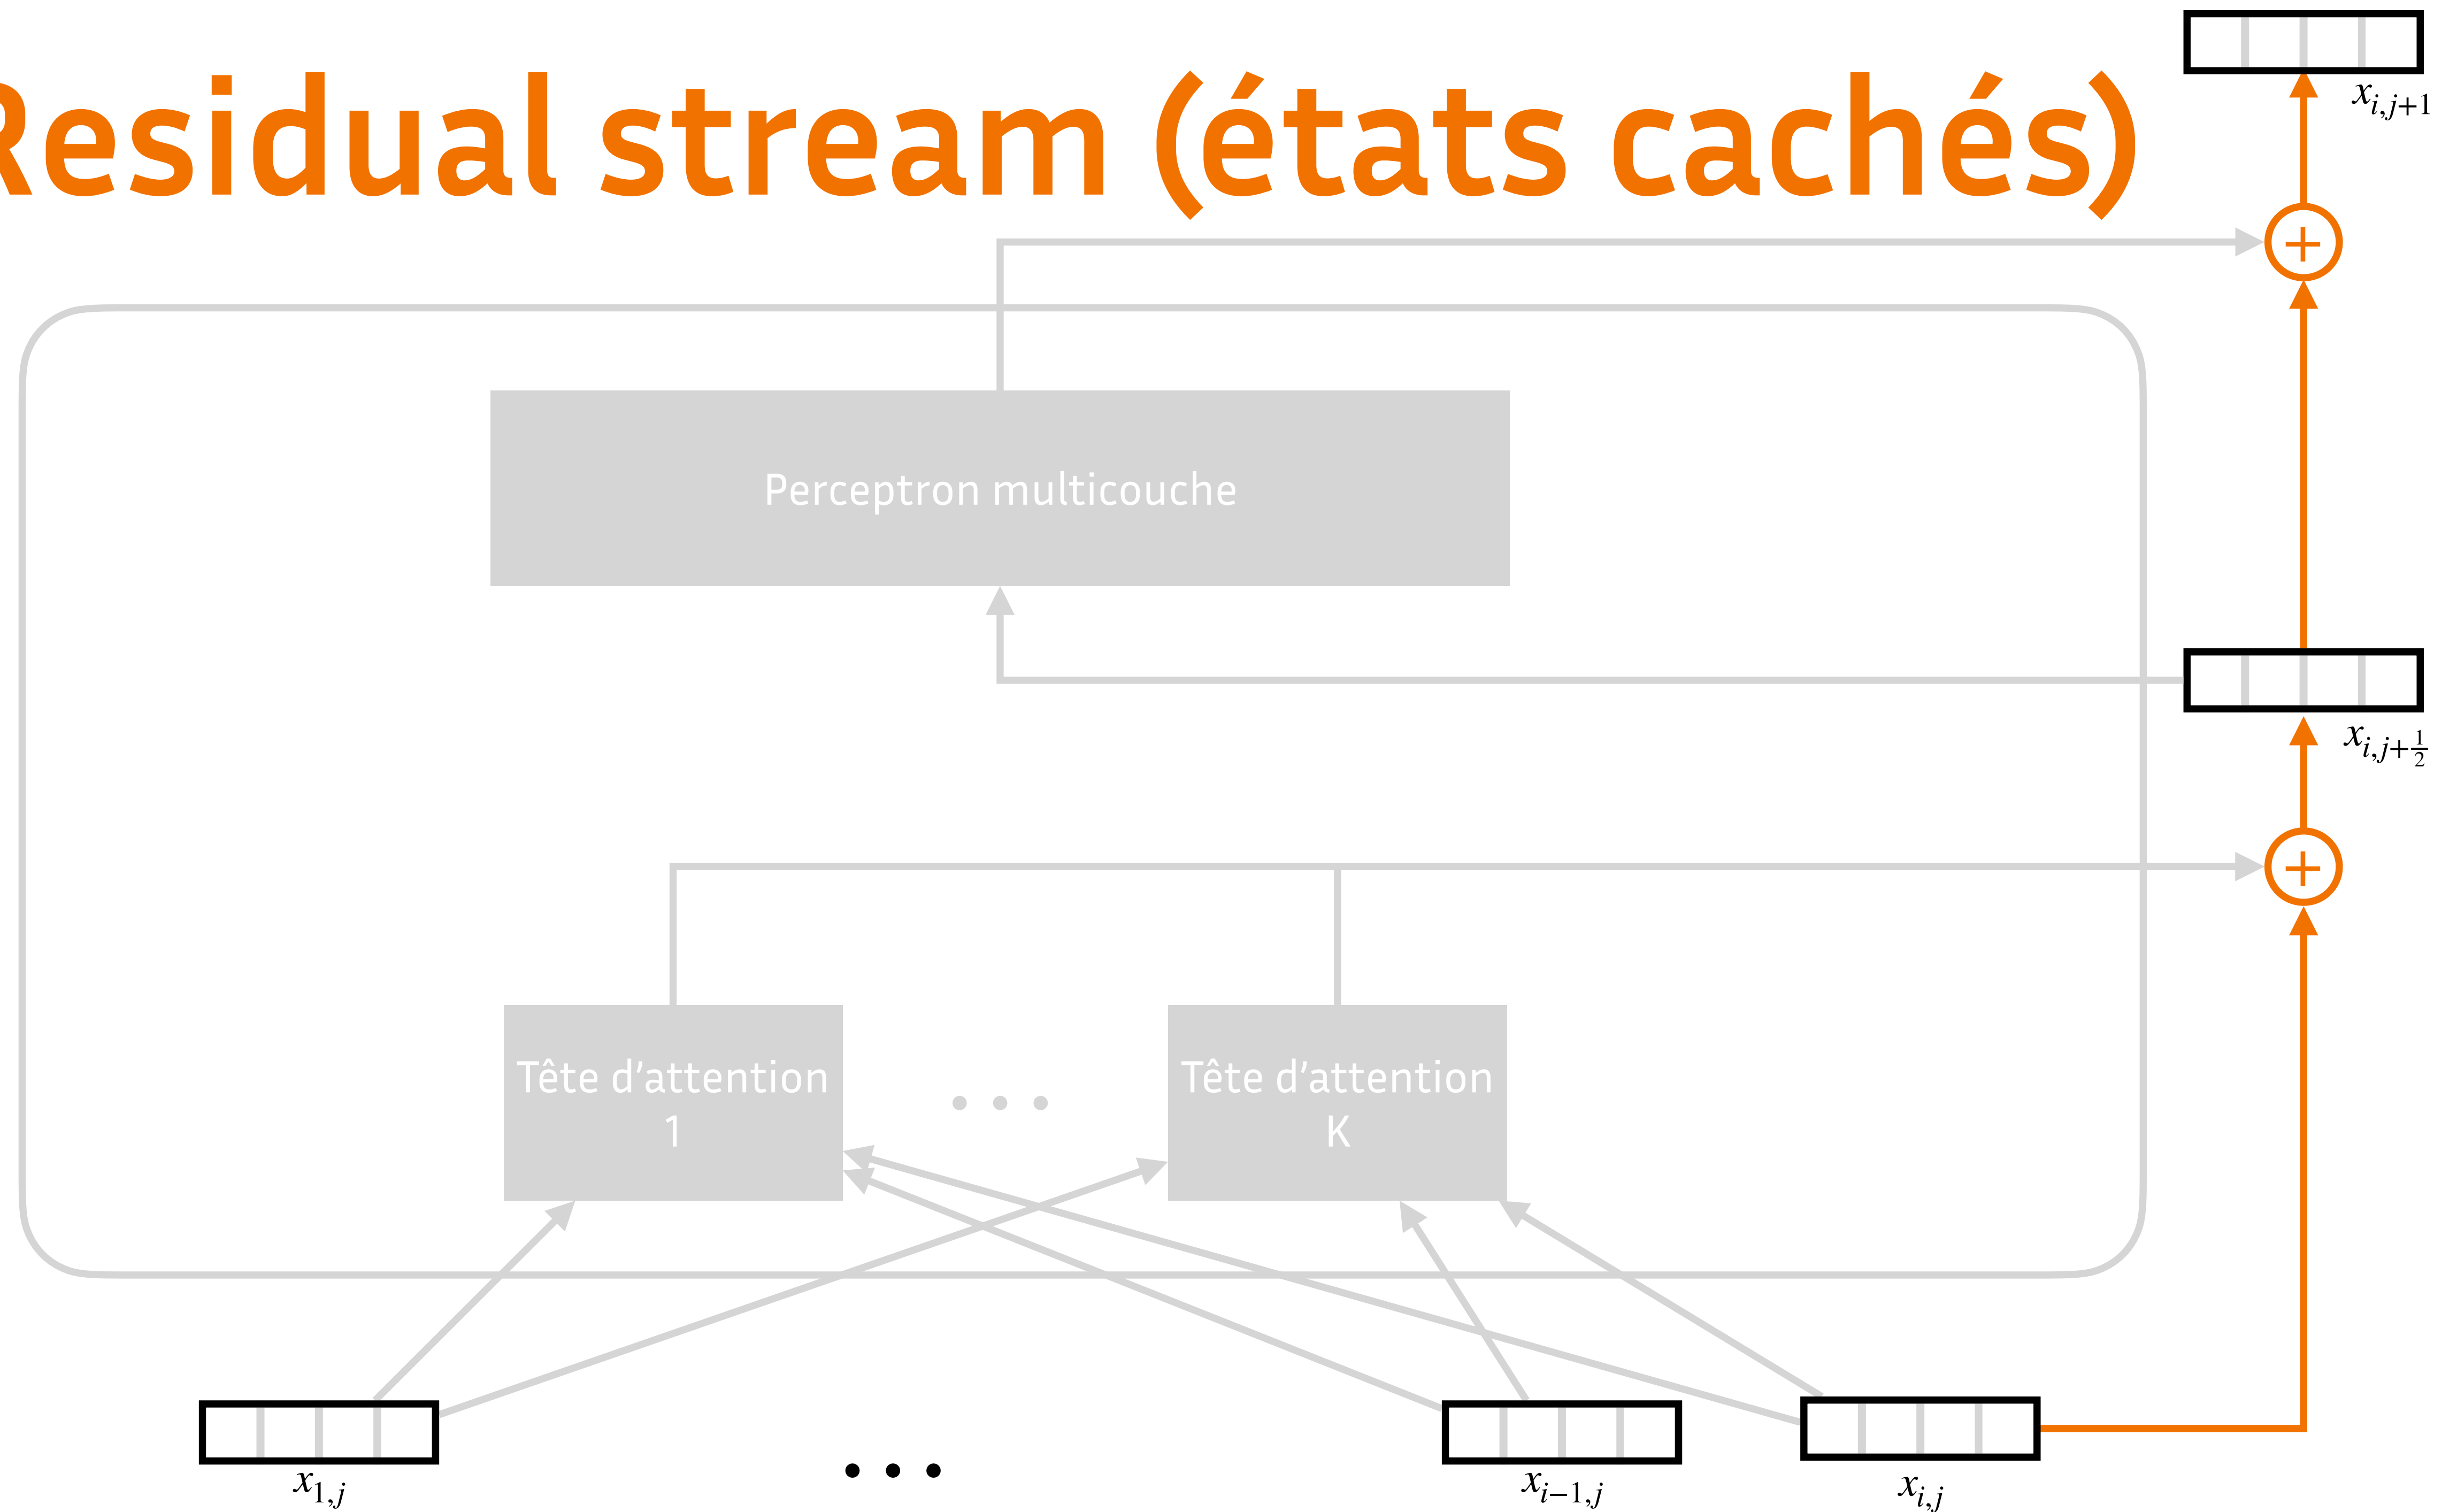 Residual stream (états cachés)
x_{i,j+1}
+
Perceptron multicouche
x_{i,j+\frac{1}{2}}
+
Tête d’attention
1
...
Tête d’attention
K
x_{1,j}
...
x_{i−1,j}
x_{i,j}